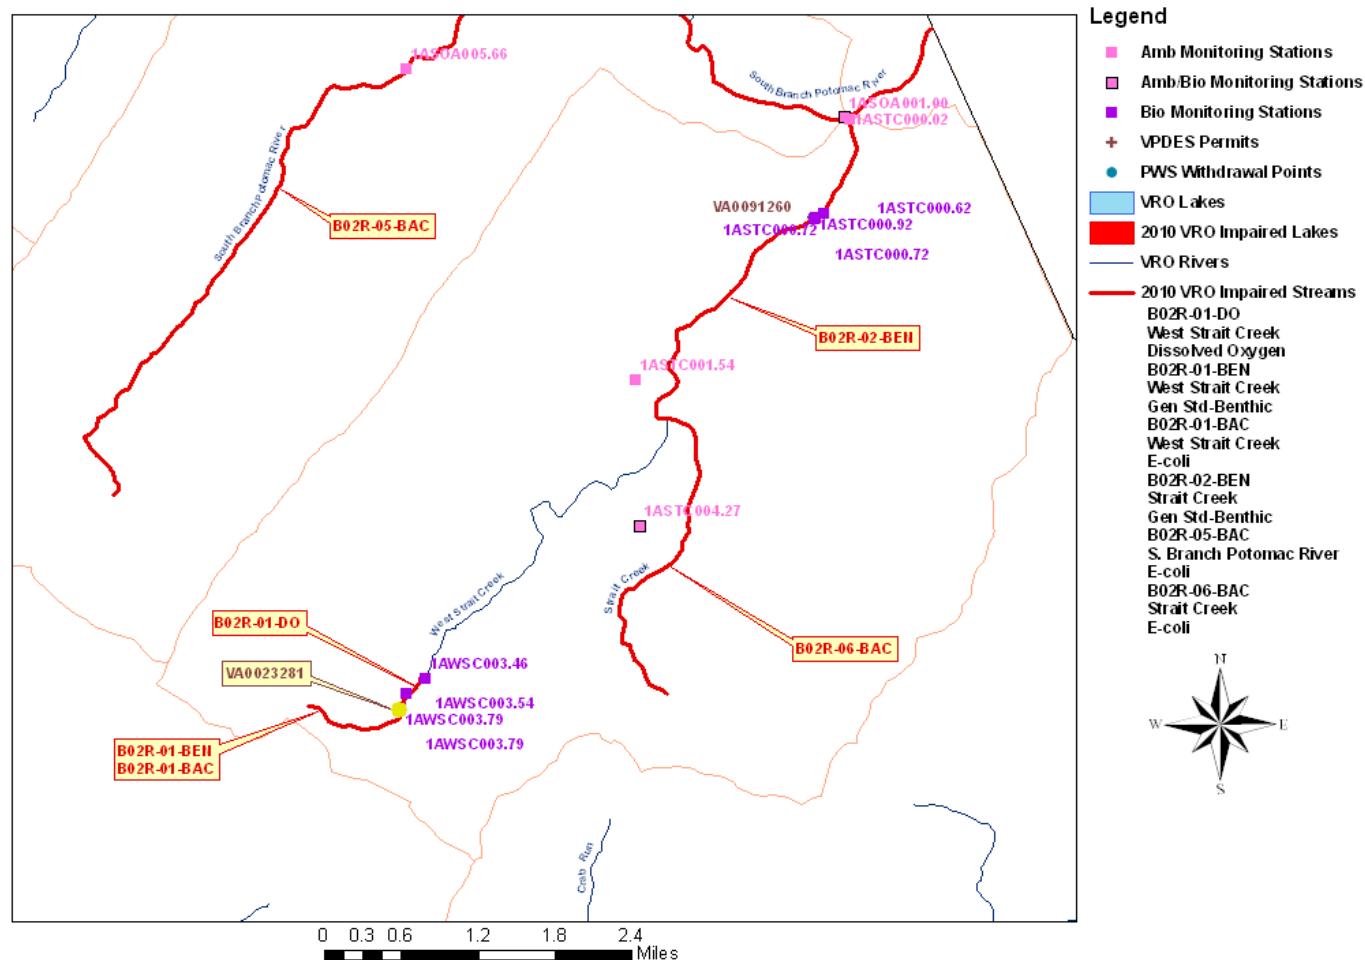 Legend
Amb Monitoring Stations
Amb/Bio Monitoring Stations
Bio Monitoring Stations
VPDES Permits
PWS Withdrawal Points
VRO Lakes
2010 VRO Impaired Lakes
VRO Rivers
2010 VRO Impaired Streams
B02R-01-DO
West Strait Creek
Dissolved Oxygen
B02R-01-BEN
West Strait Creek
Gen Std-Benthic
B02R-01-BAC
West Strait Creek
E-coli
B02R-02-BEN
Strait Creek
Gen Std-Benthic
B02R-05-BAC
S. Branch Potomac River
E-coli
B02R-06-BAC
Strait Creek
E-coli
N
W
E
S
1ASOA005.66
South Branch Potomac River
1ASOA001.00
1ASTC000.02
South Branch Potomac River
B02R-05-BAC
VA0091260
1ASTC000.62
1ASTC000.72
1ASTC000.92
1ASTC000.72
B02R-02-BEN
1ASTC001.54
1ASTC004.27
Strait Creek
West Strait Creek
B02R-01-DO
B02R-06-BAC
VA0023281
1AWSC003.46
1AWSC003.54
1AWSC003.79
1AWSC003.79
B02R-01-BEN
B02R-01-BAC
Crab Run
0 0.3 0.6 1.2 1.8 2.4
Miles